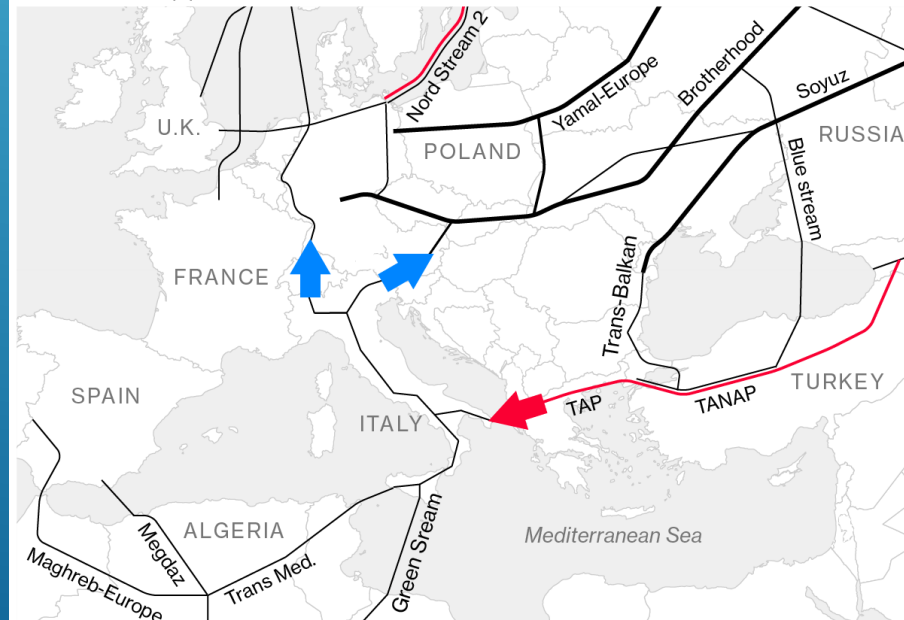 Nord Stream 2
Brotherhood
Yamal-Europe
Soyuz
U.K.
POLAND
RUSSIA
Blue stream
FRANCE
Trans-Balkan
SPAIN
TURKEY
TAP
TANAP
ITALY
ALGERIA
Mediterranean Sea
Megdaz
Trans Med.
Green Sream
Maghreb-Europe